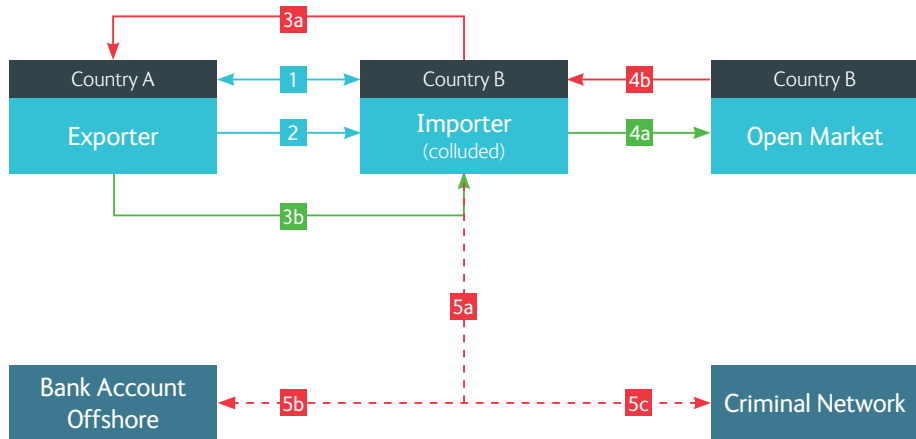 3a
Country A
1
Country B
4b
Country B
Exporter
2
Importer
(colluded)
4a
Open Market
3b
5a
Bank Account
Offshore
5b
5c
Criminal Network